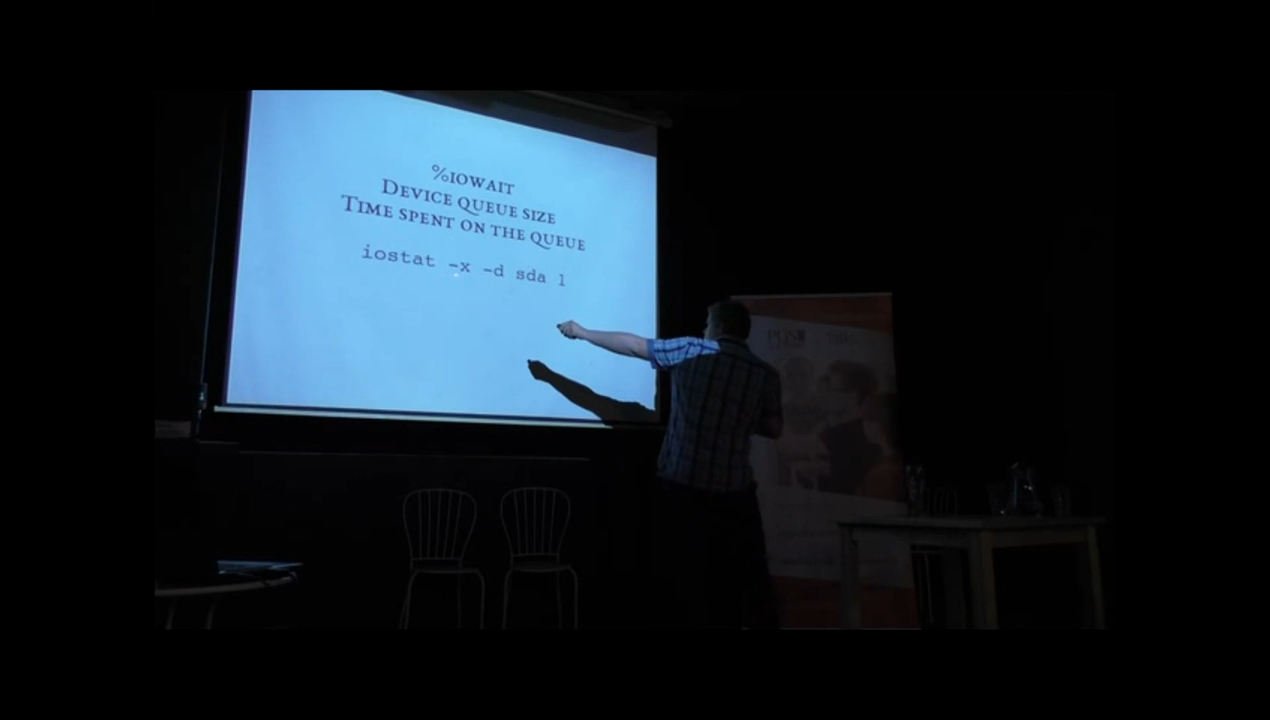 %IOWAIT
DEVICE QUEUE SIZE
TIME SPENT ON THE QUEUE
iostat -x -d sda 1